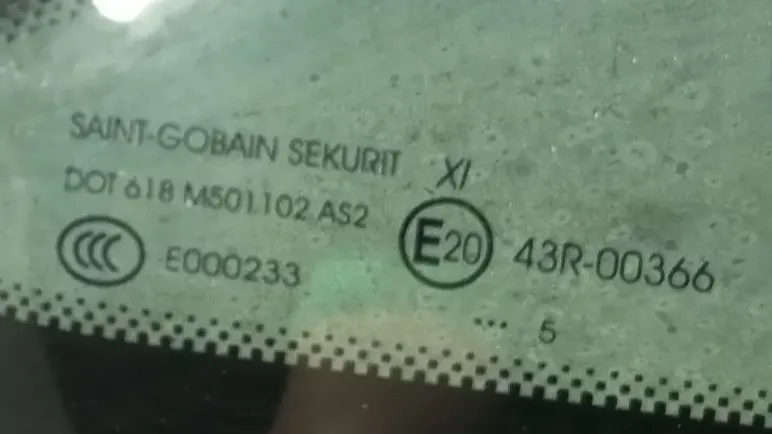 SAINT-GOBAIN SEKURIT
XI
DOT 618 M501102 AS2
CCC E000233
E20 43R-00366
... 5